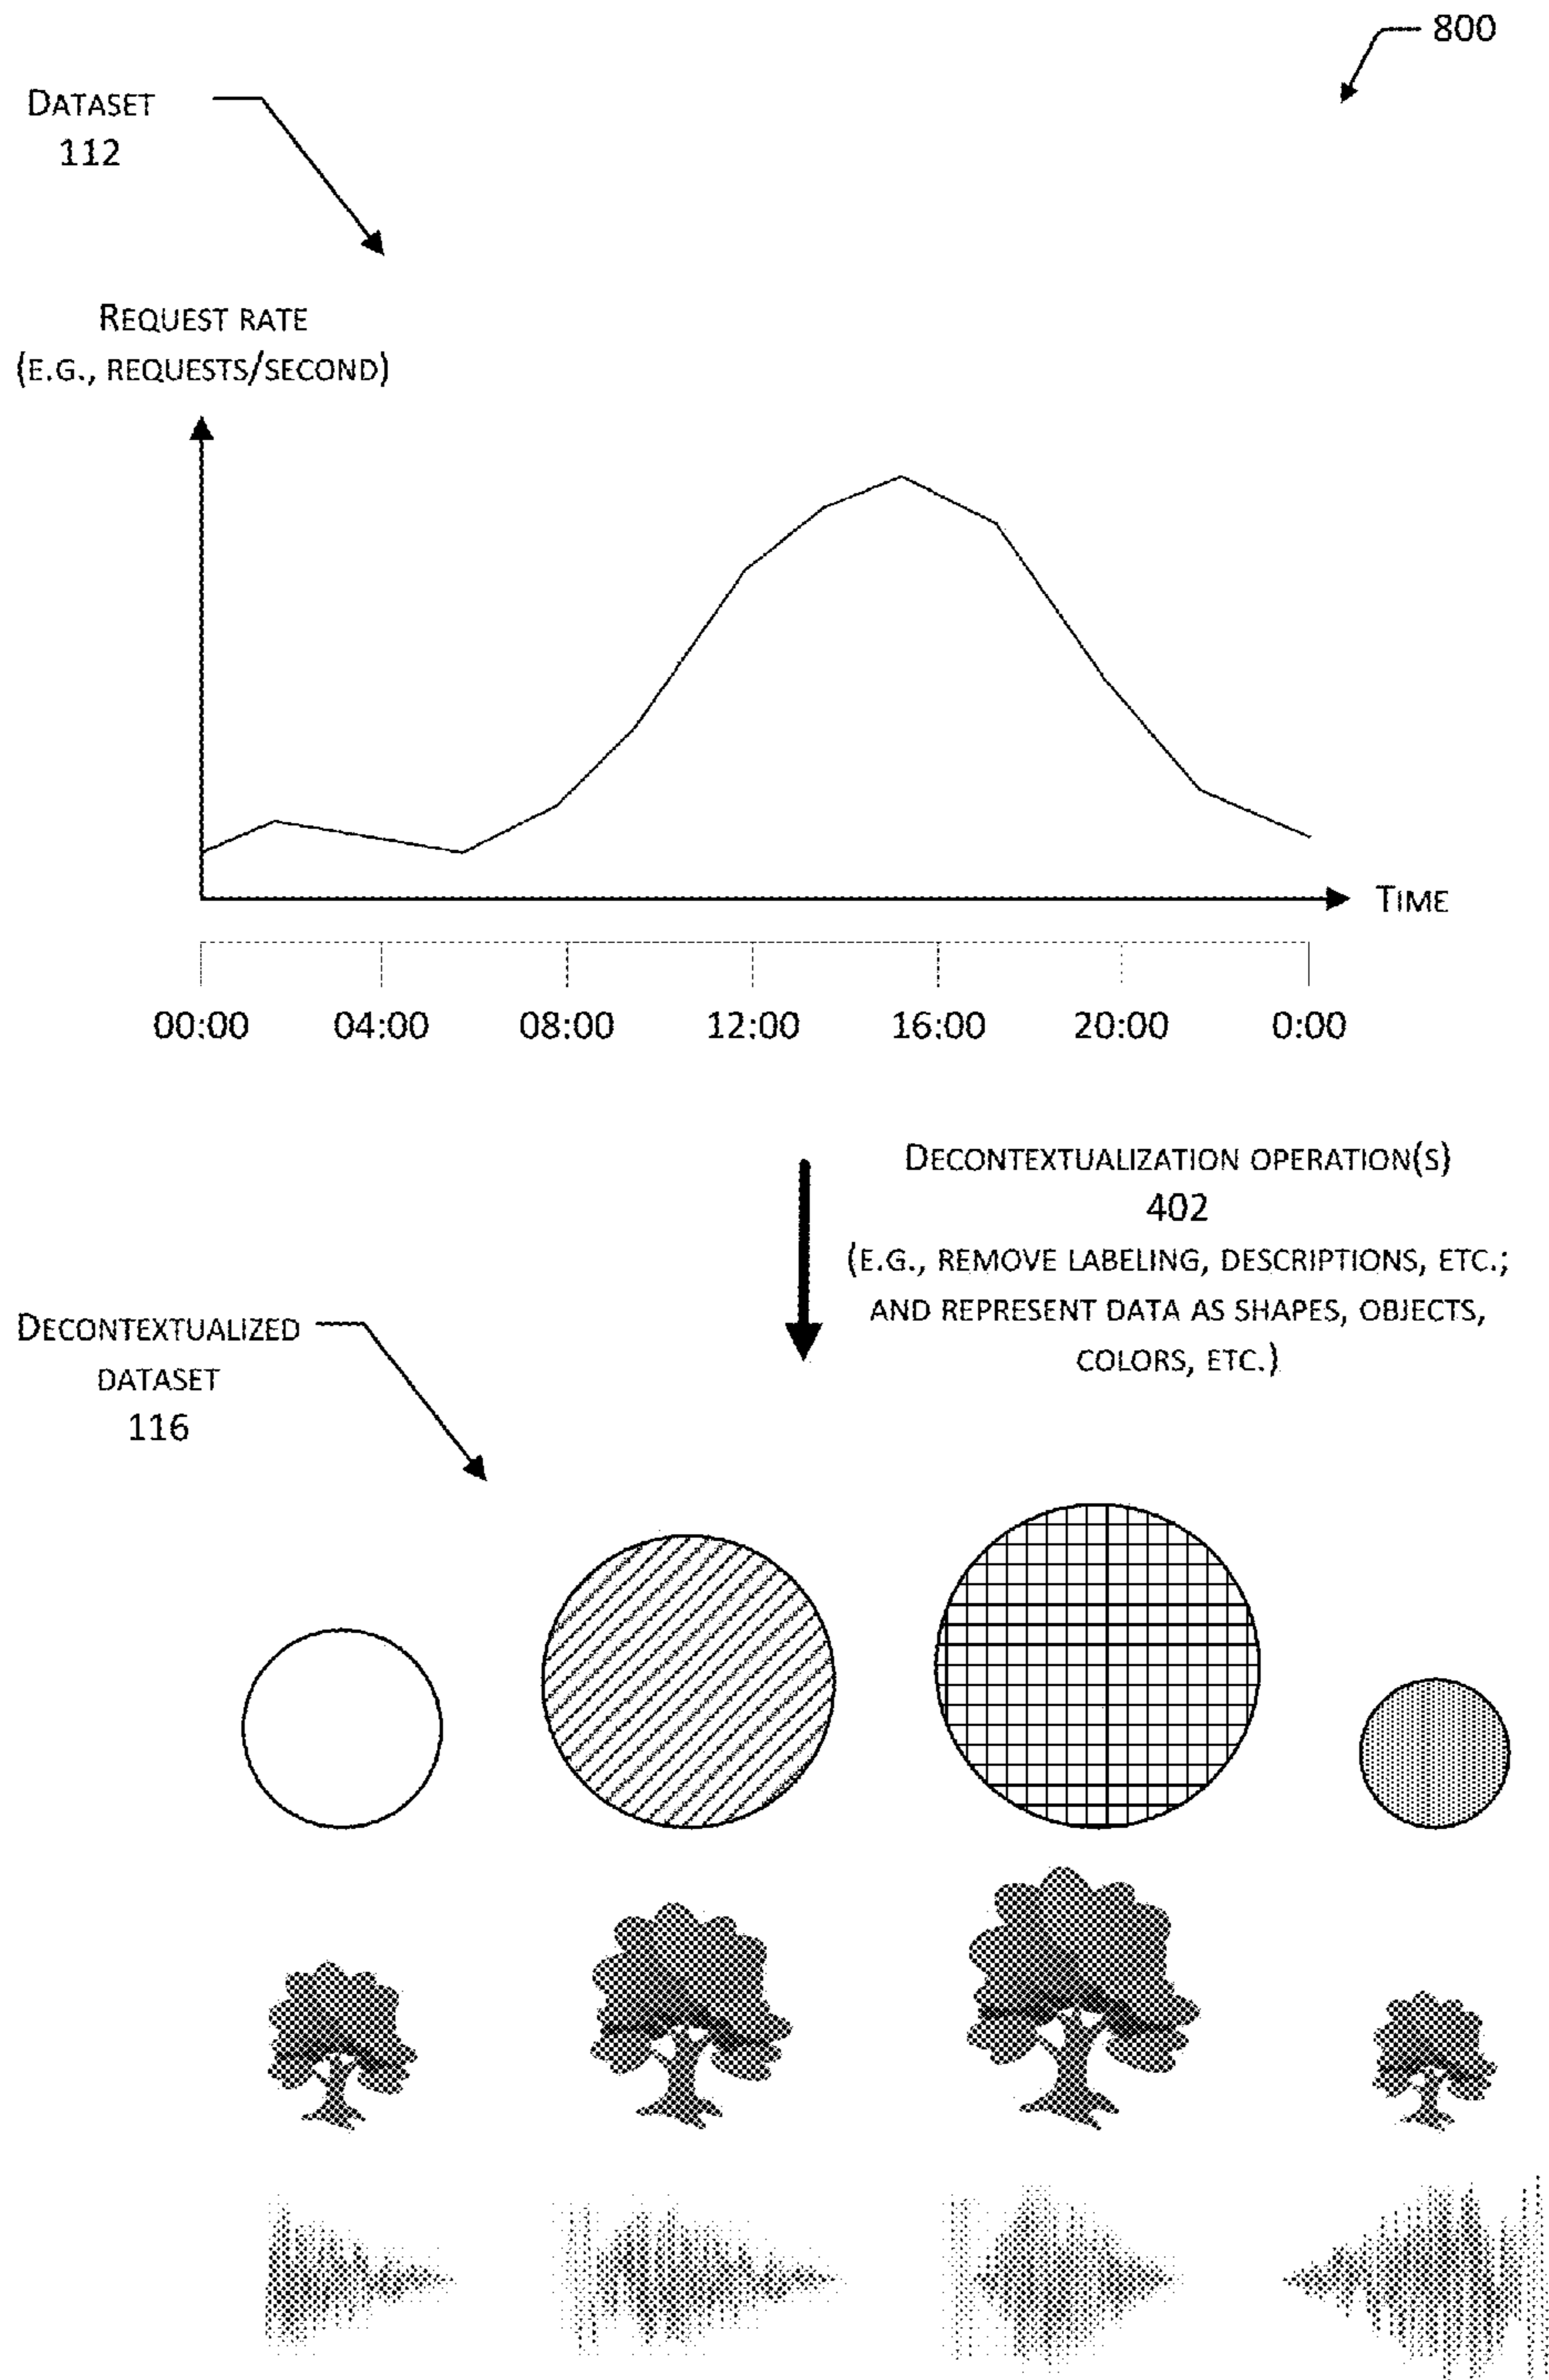 800
DATASET
112
REQUEST RATE
(E.G., REQUESTS/SECOND)
TIME
00:00 04:00 08:00 12:00 16:00 20:00 0:00
DECONTEXTUALIZATION OPERATION(S)
402
(E.G., REMOVE LABELING, DESCRIPTIONS, ETC.;
AND REPRESENT DATA AS SHAPES, OBJECTS,
COLORS, ETC.)
DECONTEXTUALIZED
DATASET
116